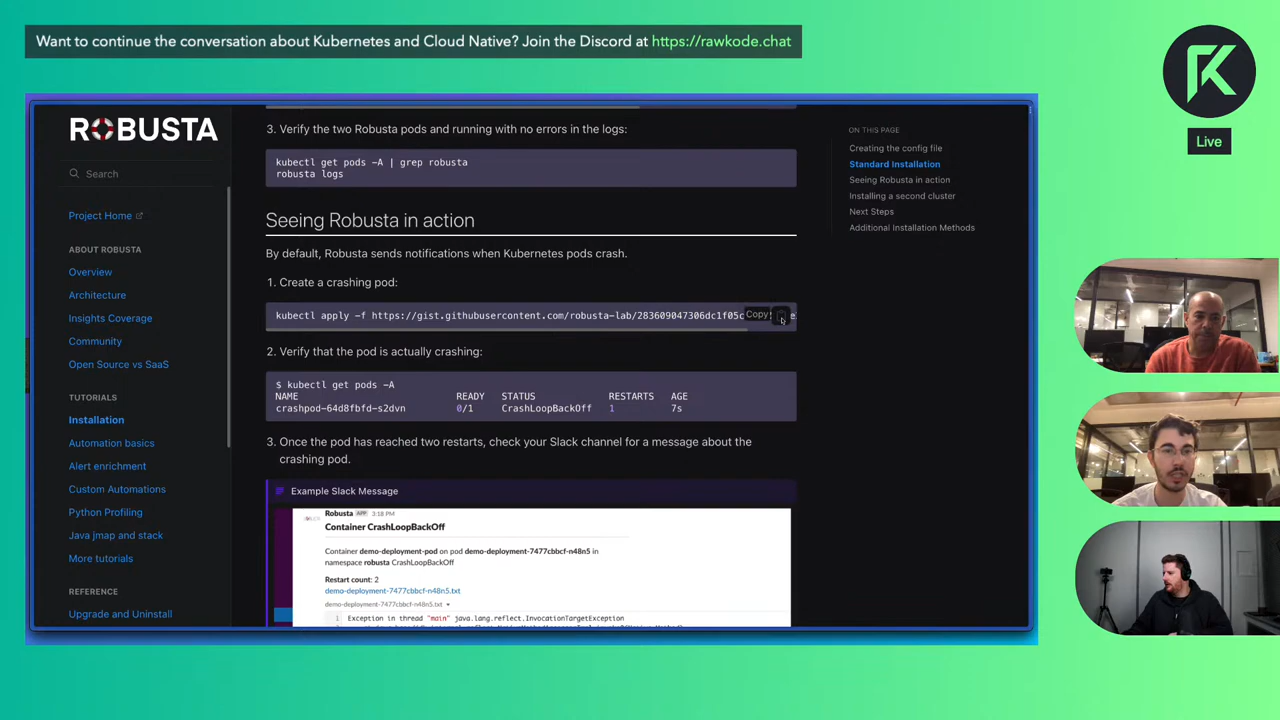 Want to continue the conversation about Kubernetes and Cloud Native? Join the Discord at https://rawkode.chat
Live
ROBUSTA
Search
Project Home
ABOUT ROBUSTA
Overview
Architecture
Insights Coverage
Community
Open Source vs SaaS
TUTORIALS
Installation
Automation basics
Alert enrichment
Custom Automations
Python Profiling
Java jmap and stack
More tutorials
REFERENCE
Upgrade and Uninstall
3. Verify the two Robusta pods and running with no errors in the logs:
kubectl get pods -A | grep robusta
robusta logs
Seeing Robusta in action
By default, Robusta sends notifications when Kubernetes pods crash.
1. Create a crashing pod:
kubectl apply -f https://gist.githubusercontent.com/robusta-lab/283609047306dc1f05c
Copy
2. Verify that the pod is actually crashing:
$ kubectl get pods -A
NAME READY STATUS RESTARTS AGE
crashpod-64d8fbfd-s2dvn 0/1 CrashLoopBackOff 1 7s
3. Once the pod has reached two restarts, check your Slack channel for a message about the
crashing pod.
Example Slack Message
Robusta APP 3:18 PM
Container CrashLoopBackOff
Container demo-deployment-pod on pod demo-deployment-7477cbbcf-n48n5 in
namespace robusta CrashLoopBackOff
Restart count: 2
demo-deployment-7477cbbcf-n48n5.txt
demo-deployment-7477cbbcf-n48n5.txt
1 Exception in thread "main" java.lang.reflect.InvocationTargetException
ON THIS PAGE
Creating the config file
Standard Installation
Seeing Robusta in action
Installing a second cluster
Next Steps
Additional Installation Methods